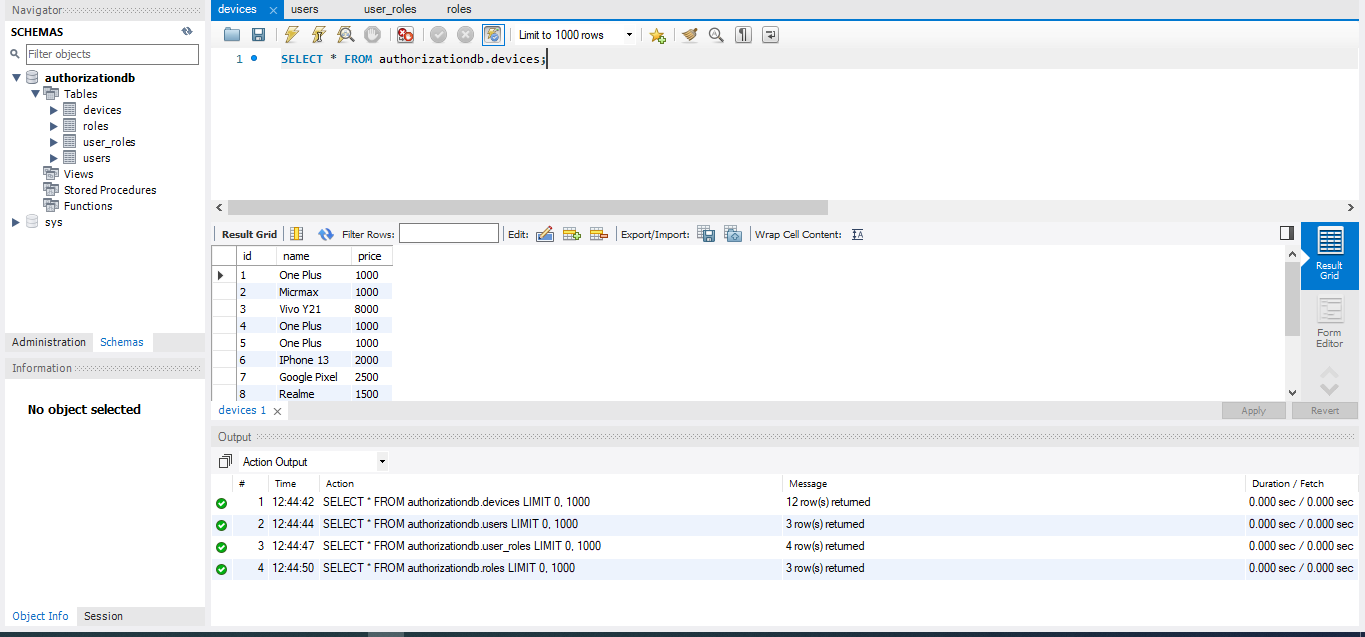 Navigator
SCHEMAS
Filter objects
authorizationdb
Tables
devices
roles
user_roles
users
Views
Stored Procedures
Functions
sys
Administration Schemas
Information
No object selected
Object Info Session
devices users user_roles roles
Limit to 1000 rows
1 SELECT * FROM authorizationdb.devices;
Result Grid Filter Rows: Edit: Export/Import: Wrap Cell Content:
id name price
1 One Plus 1000
2 Micrmax 1000
3 Vivo Y21 8000
4 One Plus 1000
5 One Plus 1000
6 IPhone 13 2000
7 Google Pixel 2500
8 Realme 1500
Result
Grid
Form
Editor
devices 1 Apply Revert
Output
Action Output
# Time Action Message Duration / Fetch
1 12:44:42 SELECT * FROM authorizationdb.devices LIMIT 0, 1000 12 row(s) returned 0.000 sec / 0.000 sec
2 12:44:44 SELECT * FROM authorizationdb.users LIMIT 0, 1000 3 row(s) returned 0.000 sec / 0.000 sec
3 12:44:47 SELECT * FROM authorizationdb.user_roles LIMIT 0, 1000 4 row(s) returned 0.000 sec / 0.000 sec
4 12:44:50 SELECT * FROM authorizationdb.roles LIMIT 0, 1000 3 row(s) returned 0.000 sec / 0.000 sec